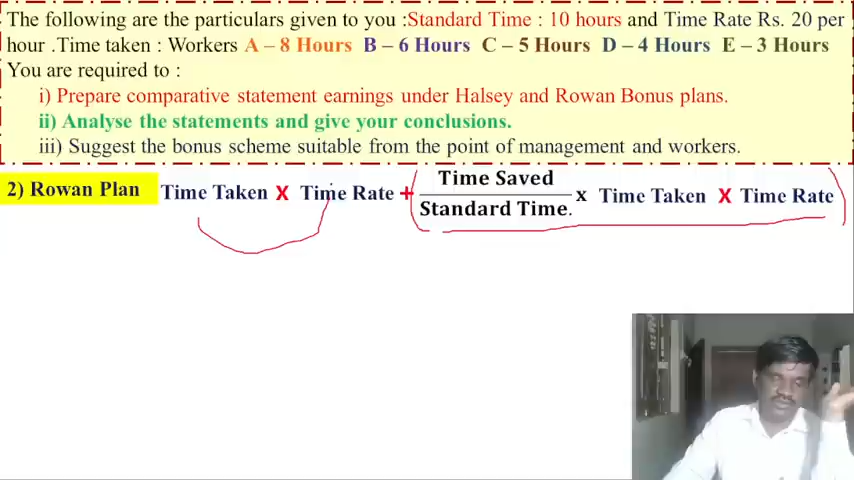 The following are the particulars given to you :Standard Time : 10 hours and Time Rate Rs. 20 per
hour .Time taken : Workers A – 8 Hours B – 6 Hours C – 5 Hours D – 4 Hours E – 3 Hours
You are required to :
i) Prepare comparative statement earnings under Halsey and Rowan Bonus plans.
ii) Analyse the statements and give your conclusions.
iii) Suggest the bonus scheme suitable from the point of management and workers.
2) Rowan Plan Time Taken X Time Rate + Time Saved
Standard Time. x Time Taken X Time Rate